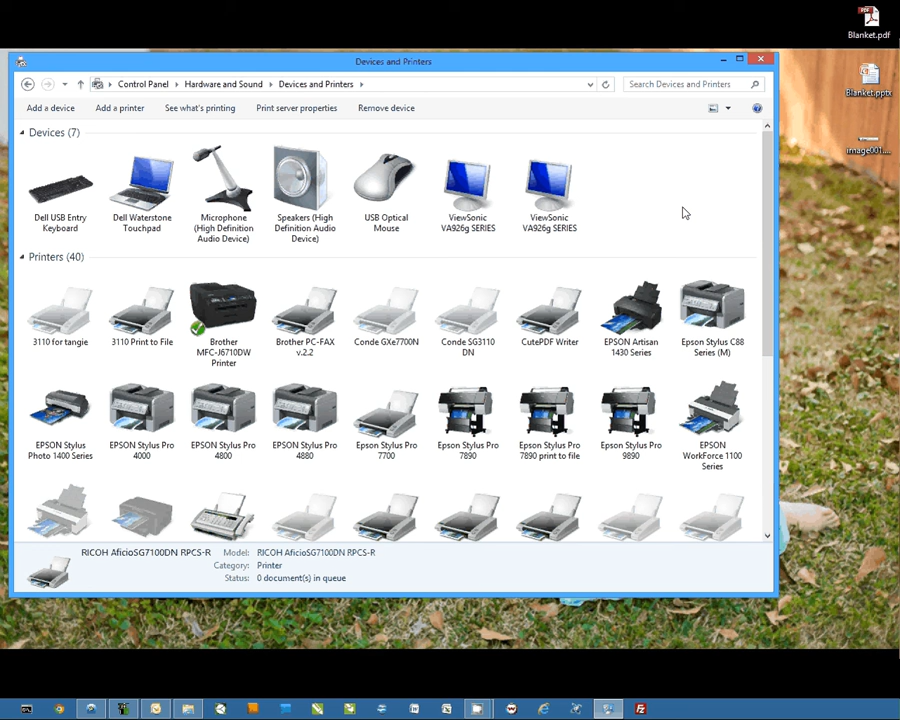 Blanket.pdf
Devices and Printers
Control Panel
Hardware and Sound
Devices and Printers
Search Devices and Printers
Blanket.pptx
Add a device
Add a printer
See what's printing
Print server properties
Remove device
Devices (7)
image001....
Dell USB Entry
Keyboard
Dell Waterstone
Touchpad
Microphone
(High Definition
Audio Device)
Speakers (High
Definition Audio
Device)
USB Optical
Mouse
ViewSonic
VA926g SERIES
ViewSonic
VA926g SERIES
Printers (40)
3110 for tangie
3110 Print to File
Brother
MFC-J6710DW
Printer
Brother PC-FAX
v.2.2
Conde GXe7700N
Conde SG3110
DN
CutePDF Writer
EPSON Artisan
1430 Series
Epson Stylus C88
Series (M)
EPSON Stylus
Photo 1400 Series
EPSON Stylus Pro
4000
EPSON Stylus Pro
4800
EPSON Stylus Pro
4880
Epson Stylus Pro
7700
Epson Stylus Pro
7890
Epson Stylus Pro
7890 print to file
EPSON Stylus Pro
9890
EPSON
WorkForce 1100
Series
RICOH AficioSG7100DN RPCS-R
Model: RICOH AficioSG7100DN RPCS-R
Category: Printer
Status: 0 document(s) in queue